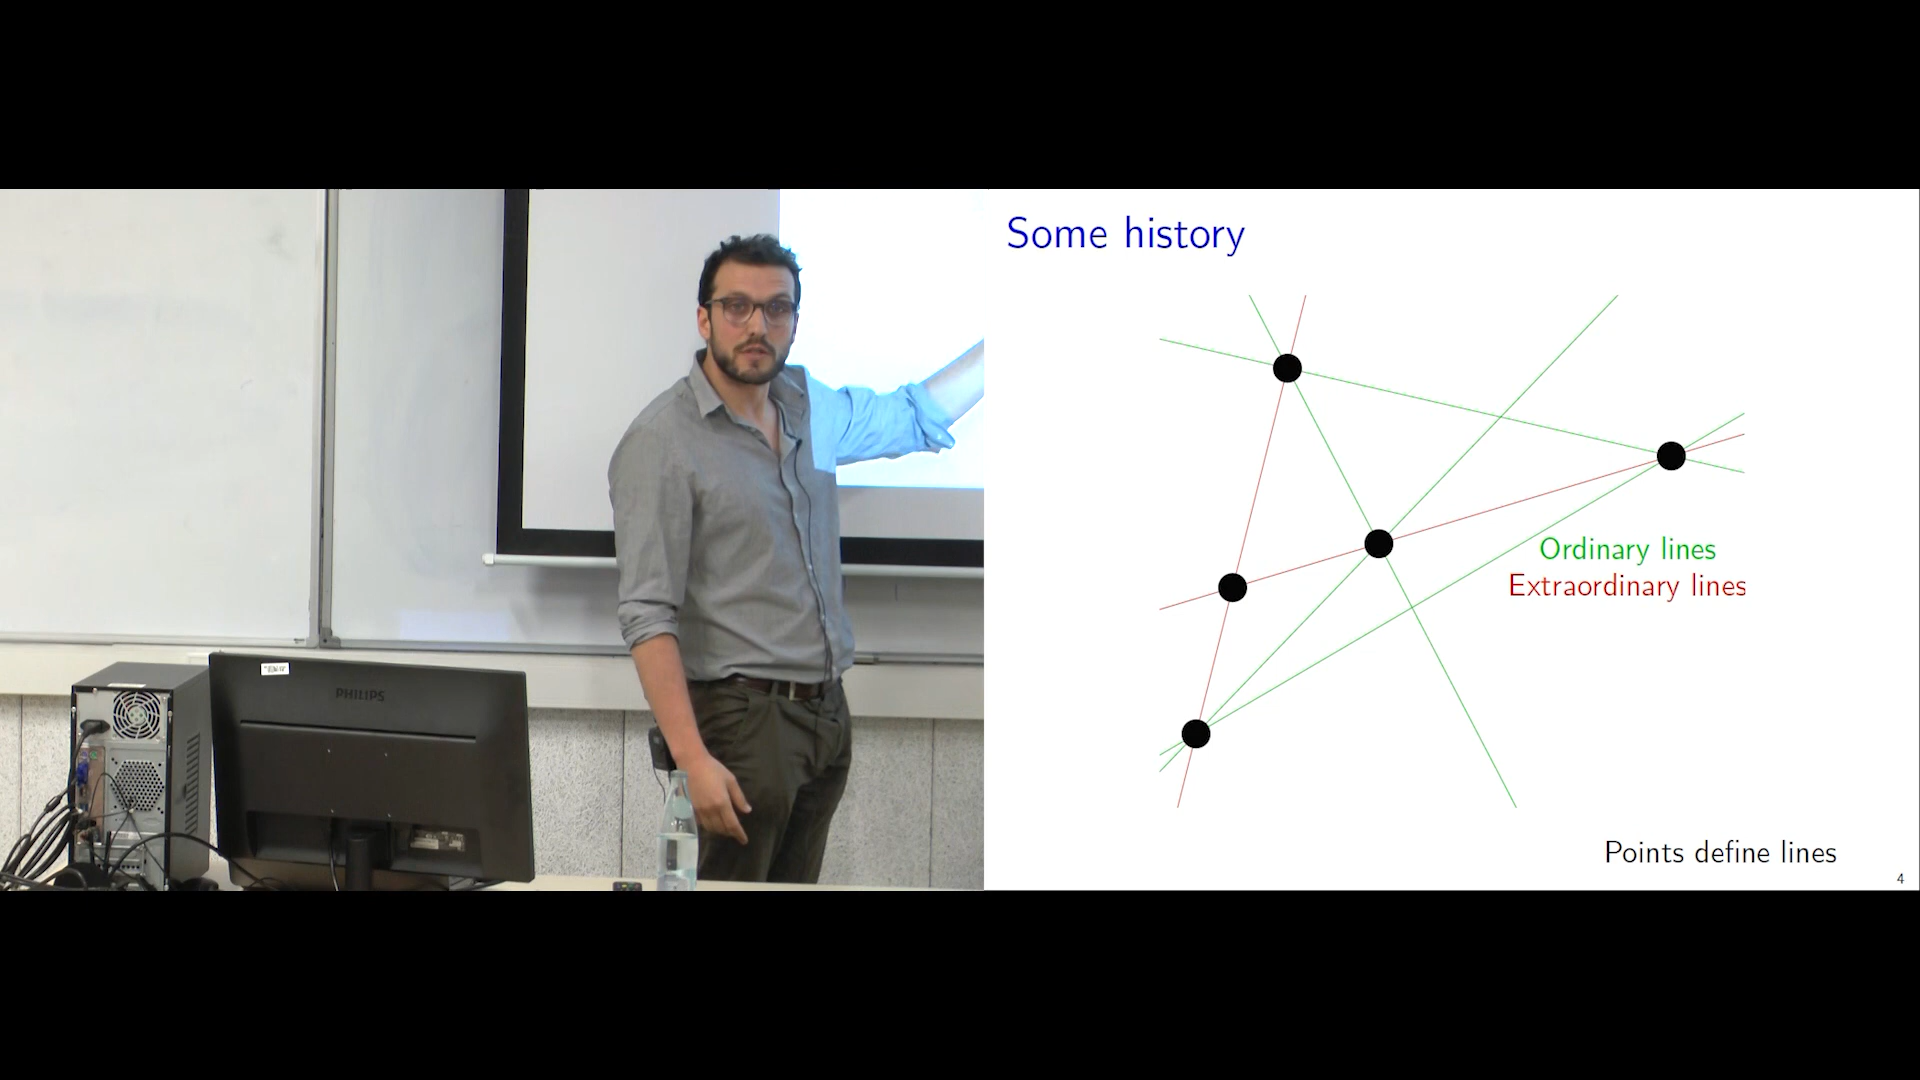 PHILIPS
Some history
Ordinary lines
Extraordinary lines
Points define lines
4